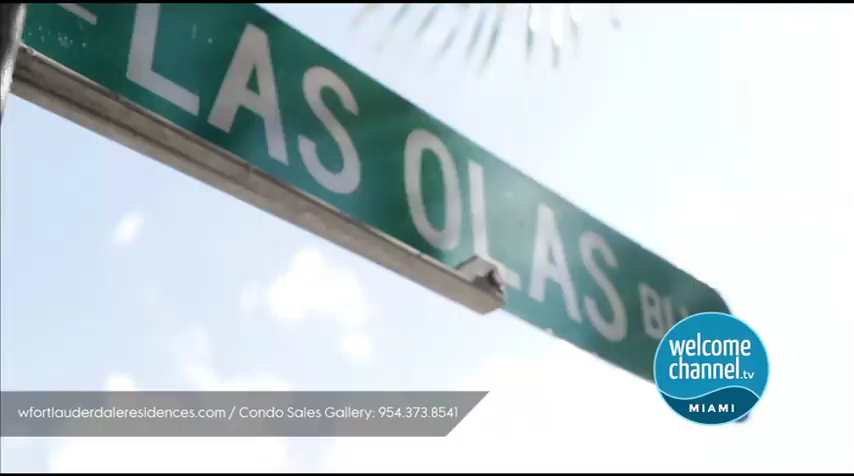 LAS OLAS
welcome
channel.tv
MIAMI
wfortlauderdaleresidences.com / Condo Sales Gallery: 954.373.8541